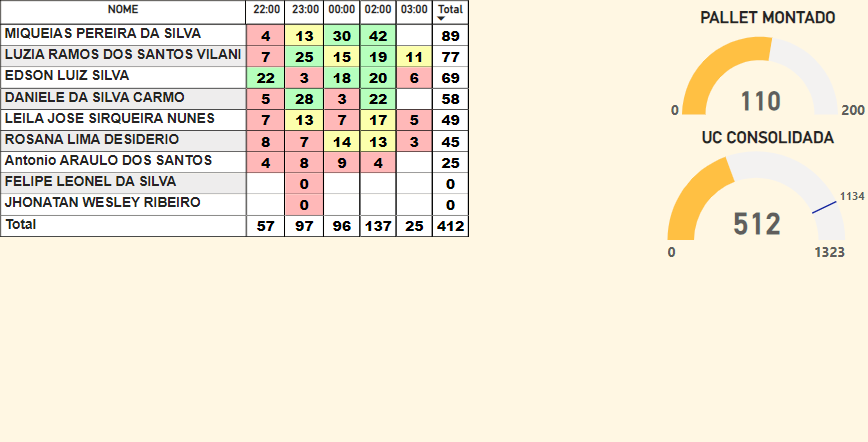 NOME 22:00 23:00 00:00 02:00 03:00 Total
MIQUEIAS PEREIRA DA SILVA 4 13 30 42 89
LUZIA RAMOS DOS SANTOS VILANI 7 25 15 19 11 77
EDSON LUIZ SILVA 22 3 18 20 6 69
DANIELE DA SILVA CARMO 5 28 3 22 58
LEILA JOSE SIRQUEIRA NUNES 7 13 7 17 5 49
ROSANA LIMA DESIDERIO 8 7 14 13 3 45
Antonio ARAULO DOS SANTOS 4 8 9 4 25
FELIPE LEONEL DA SILVA 0 0
JHONATAN WESLEY RIBEIRO 0 0
Total 57 97 96 137 25 412
PALLET MONTADO
110
0 200
UC CONSOLIDADA
1134
512
0 1323